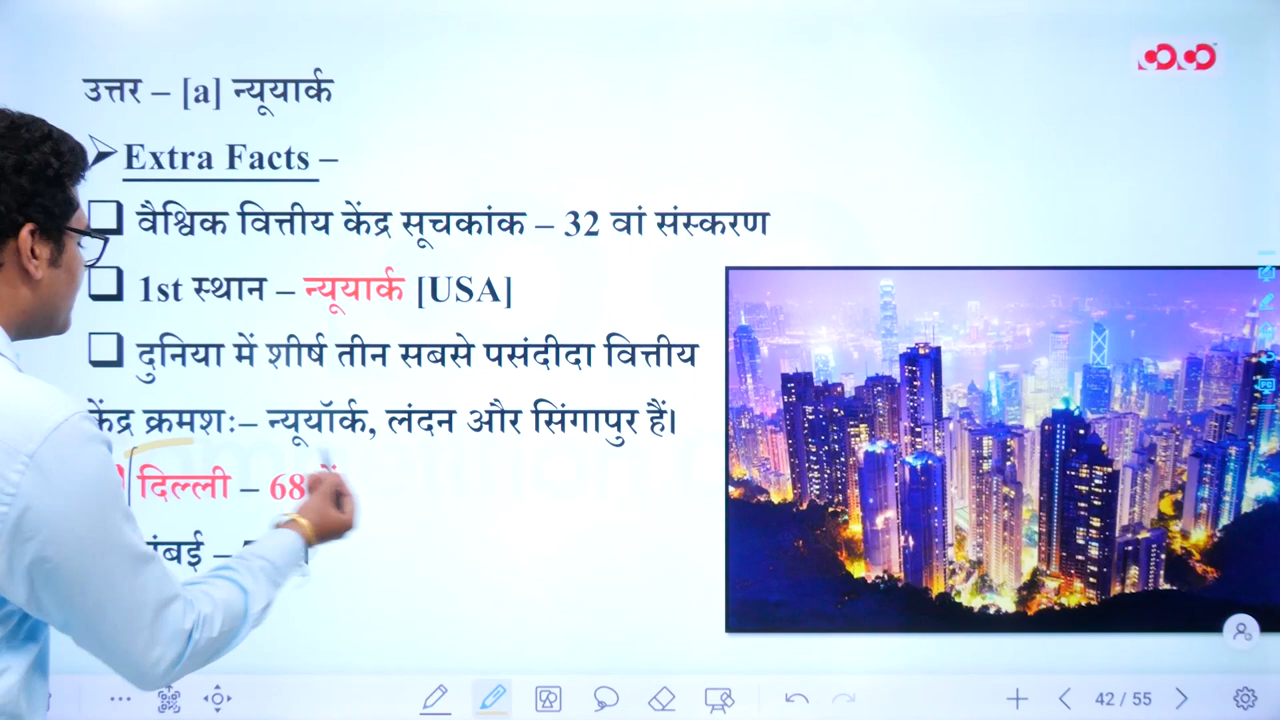 उत्तर – [a] न्यूयार्क
Extra Facts –
वैश्विक वित्तीय केंद्र सूचकांक – 32 वां संस्करण
1st स्थान – न्यूयार्क [USA]
दुनिया में शीर्ष तीन सबसे पसंदीदा वित्तीय
केंद्र क्रमशः– न्यूयॉर्क, लंदन और सिंगापुर हैं।
दिल्ली – 68
42 / 55